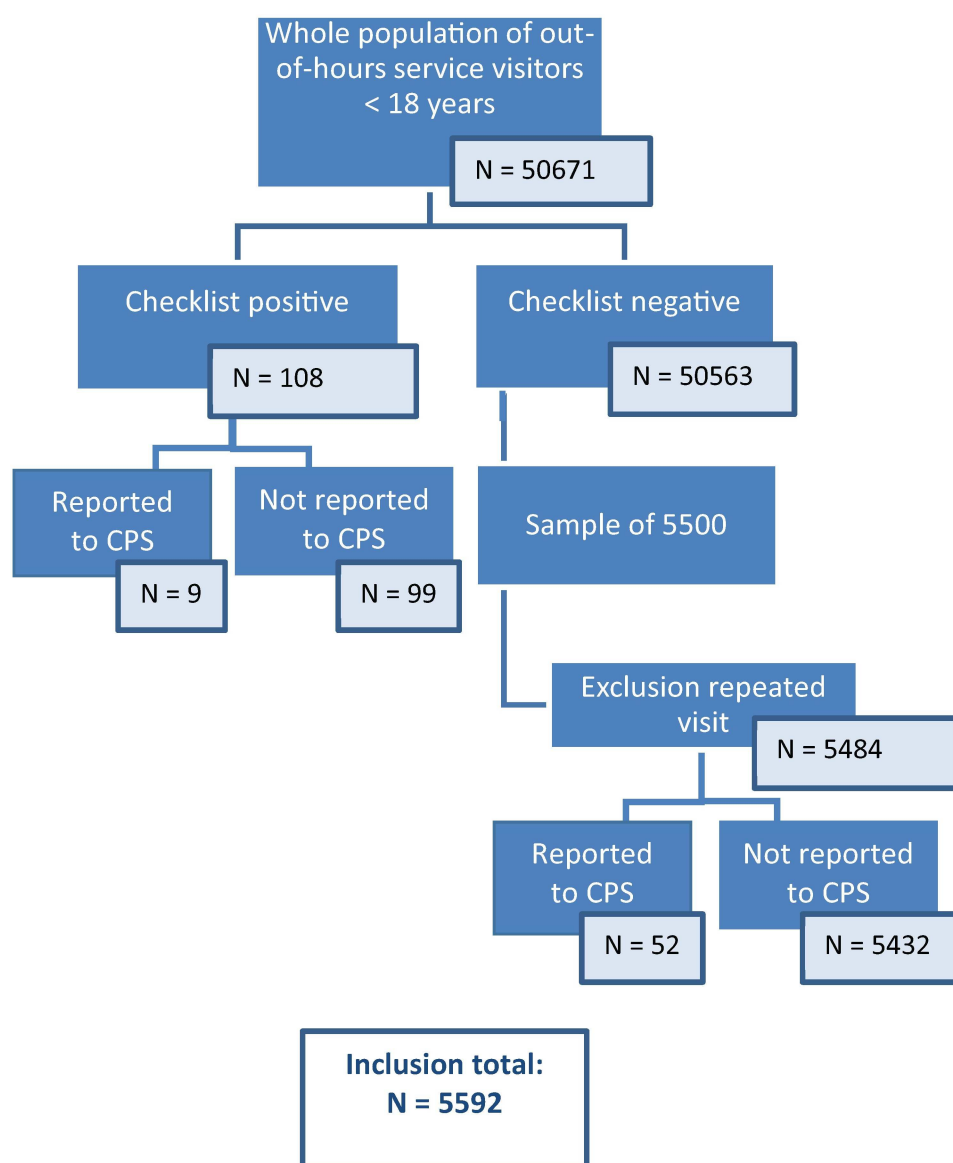 Whole population of out-
of-hours service visitors
< 18 years
N = 50671
Checklist positive
N = 108
Checklist negative
N = 50563
Reported
to CPS
N = 9
Not reported
to CPS
N = 99
Sample of 5500
Exclusion repeated
visit
N = 5484
Reported
to CPS
N = 52
Not reported
to CPS
N = 5432
Inclusion total:
N = 5592